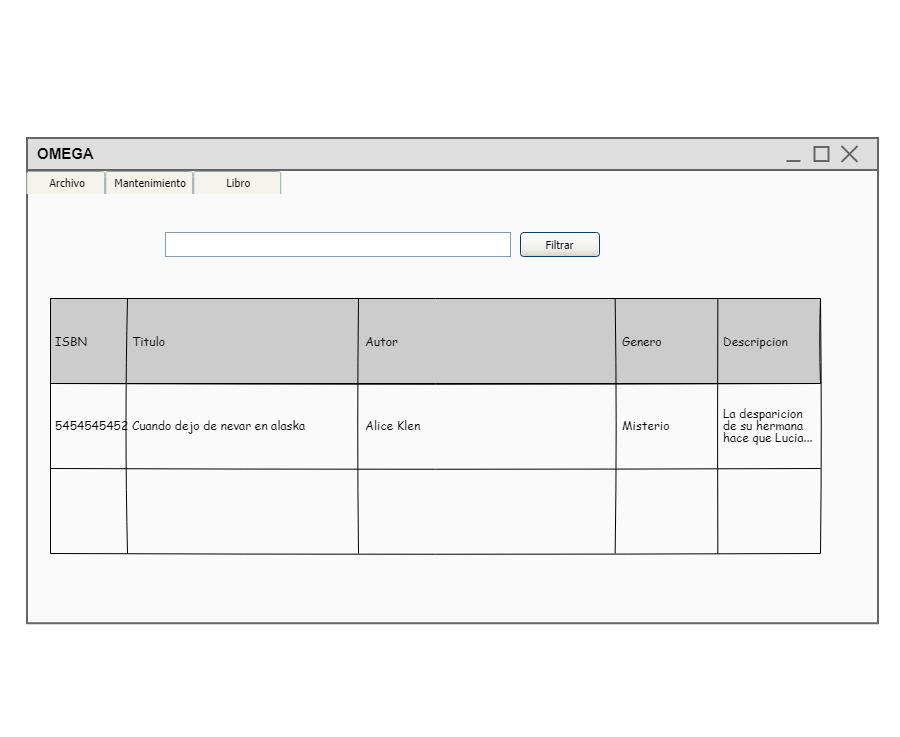 OMEGA
Archivo Mantenimiento Libro
Filtrar
ISBN Titulo Autor Genero Descripcion
5454545452 Cuando dejo de nevar en alaska Alice Klen Misterio La desparicion
de su hermana
hace que Lucia...